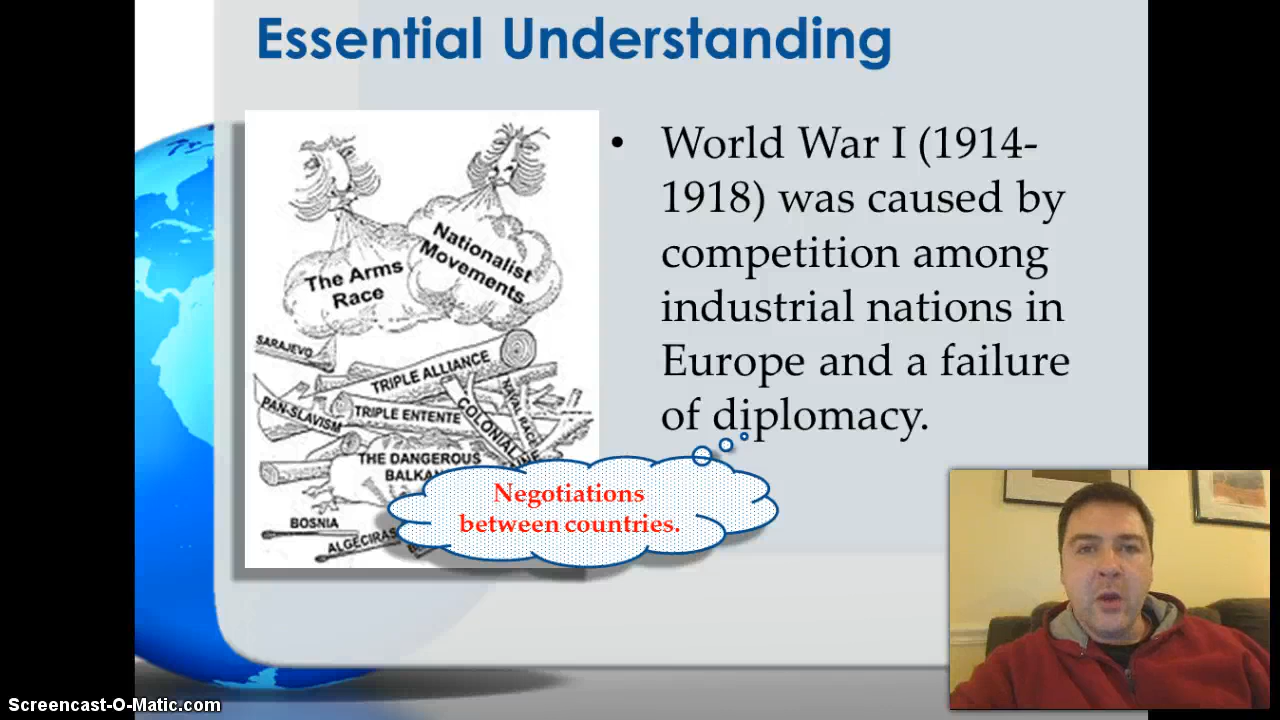 Essential Understanding
The Arms
Race
Nationalist
Movements
SARAJEVO
TRIPLE ALLIANCE
PAN-SLAVISM
TRIPLE ENTENTE
COLONIAL
NAVAL RACE
THE DANGEROUS
BOSNIA
ALGECIRAS
• World War I (1914-
1918) was caused by
competition among
industrial nations in
Europe and a failure
of diplomacy.
Negotiations
between countries.
Screencast-O-Matic.com